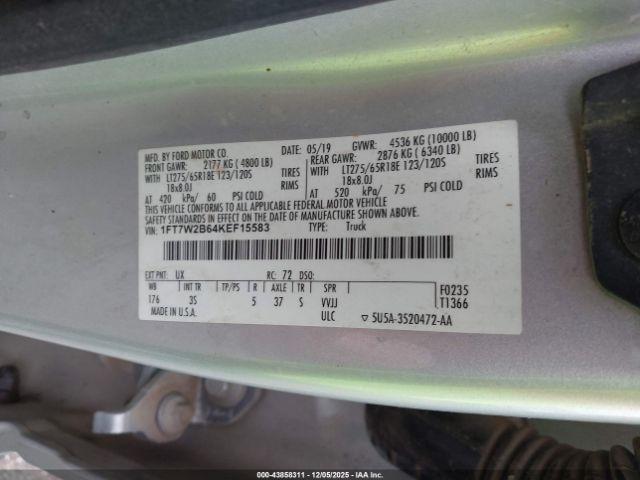 MFD. BY FORD MOTOR CO.
DATE: 05/19 GVWR: 4536 KG (10000 LB)
FRONT GAWR: 2177 KG (4800 LB) REAR GAWR: 2876 KG (6340 LB)
WITH LT275/65R18E 123/120S TIRES WITH LT275/65R18E 123/120S TIRES
18x8.0J RIMS 18x8.0J RIMS
AT 420 kPa/ 60 PSI COLD AT 520 kPa/ 75 PSI COLD
THIS VEHICLE CONFORMS TO ALL APPLICABLE FEDERAL MOTOR VEHICLE
SAFETY STANDARDS IN EFFECT ON THE DATE OF MANUFACTURE SHOWN ABOVE.
VIN: 1FT7W2B64KEF15583 TYPE: Truck
EXT PNT: UX RC: 72 DSO:
WB INT TR TP/PS R AXLE TR SPR F0235
176 3S 5 37 S VVJJ T1366
MADE IN U.S.A. ULC ▽ 5U5A-3520472-AA
000-43858311 - 12/05/2025 - IAA Inc.